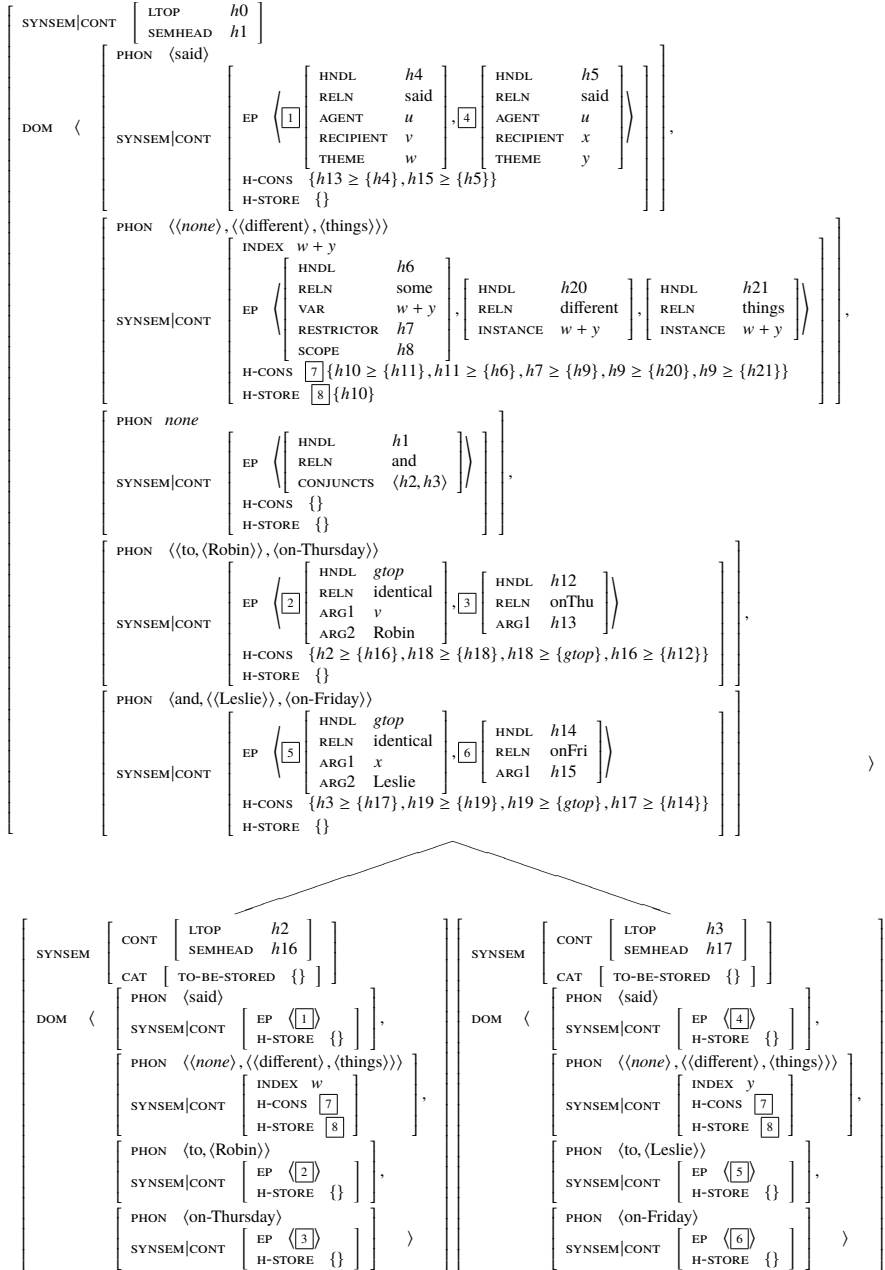 SYNSEM|CONT [ LTOP h0
SEMHEAD h1 ]
DOM ⟨ [ PHON ⟨said⟩
SYNSEM|CONT [ EP ⟨ [1] [ HNDL h4 , [4] [ HNDL h5
RELN said RELN said
AGENT u AGENT u
RECIPIENT v RECIPIENT x
THEME w ] THEME y ] ⟩
H-CONS {h13 ≥ {h4} , h15 ≥ {h5}}
H-STORE {} ] ] ,
[ PHON ⟨⟨none⟩ , ⟨⟨different⟩ , ⟨things⟩⟩⟩
SYNSEM|CONT [ INDEX w + y
EP ⟨ [ HNDL h6
RELN some
VAR w + y
RESTRICTOR h7
SCOPE h8 ] , [ HNDL h20
RELN different
INSTANCE w + y ] , [ HNDL h21
RELN things
INSTANCE w + y ] ⟩
H-CONS [7] {h10 ≥ {h11} , h11 ≥ {h6} , h7 ≥ {h9} , h9 ≥ {h20} , h9 ≥ {h21}}
H-STORE [8] {h10} ] ] ,
[ PHON none
SYNSEM|CONT [ EP ⟨ [ HNDL h1
RELN and
CONJUNCTS ⟨h2, h3⟩ ] ⟩
H-CONS {}
H-STORE {} ] ] ,
[ PHON ⟨⟨to, ⟨Robin⟩⟩ , ⟨on-Thursday⟩⟩
SYNSEM|CONT [ EP ⟨ [2] [ HNDL gtop
RELN identical
ARG1 v
ARG2 Robin ] , [3] [ HNDL h12
RELN onThu
ARG1 h13 ] ⟩
H-CONS {h2 ≥ {h16} , h18 ≥ {h18} , h18 ≥ {gtop} , h16 ≥ {h12}}
H-STORE {} ] ] ,
[ PHON ⟨and, ⟨⟨Leslie⟩⟩ , ⟨on-Friday⟩⟩
SYNSEM|CONT [ EP ⟨ [5] [ HNDL gtop
RELN identical
ARG1 x
ARG2 Leslie ] , [6] [ HNDL h14
RELN onFri
ARG1 h15 ] ⟩
H-CONS {h3 ≥ {h17} , h19 ≥ {h19} , h19 ≥ {gtop} , h17 ≥ {h14}}
H-STORE {} ] ] ⟩
SYNSEM [ CONT [ LTOP h2
SEMHEAD h16 ]
CAT [ TO-BE-STORED {} ] ]
DOM ⟨ [ PHON ⟨said⟩
SYNSEM|CONT [ EP ⟨[1]⟩
H-STORE {} ] ] ,
[ PHON ⟨⟨none⟩ , ⟨⟨different⟩ , ⟨things⟩⟩⟩
SYNSEM|CONT [ INDEX w
H-CONS [7]
H-STORE [8] ] ] ,
[ PHON ⟨to, ⟨Robin⟩⟩
SYNSEM|CONT [ EP ⟨[2]⟩
H-STORE {} ] ] ,
[ PHON ⟨on-Thursday⟩
SYNSEM|CONT [ EP ⟨[3]⟩
H-STORE {} ] ] ⟩
SYNSEM [ CONT [ LTOP h3
SEMHEAD h17 ]
CAT [ TO-BE-STORED {} ] ]
DOM ⟨ [ PHON ⟨said⟩
SYNSEM|CONT [ EP ⟨[4]⟩
H-STORE {} ] ] ,
[ PHON ⟨⟨none⟩ , ⟨⟨different⟩ , ⟨things⟩⟩⟩
SYNSEM|CONT [ INDEX y
H-CONS [7]
H-STORE [8] ] ] ,
[ PHON ⟨to, ⟨Leslie⟩⟩
SYNSEM|CONT [ EP ⟨[5]⟩
H-STORE {} ] ] ,
[ PHON ⟨on-Friday⟩
SYNSEM|CONT [ EP ⟨[6]⟩
H-STORE {} ] ] ⟩